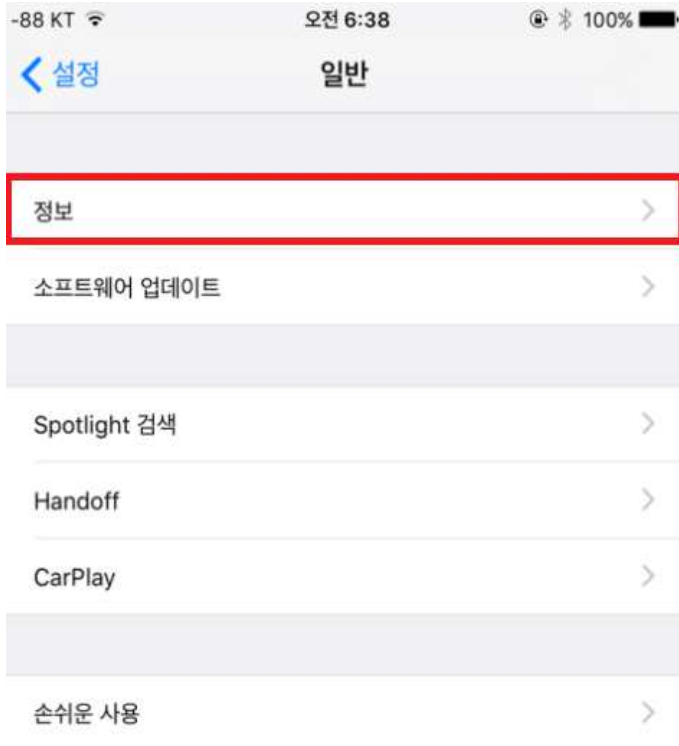 -88 KT 오전 6:38 100%
설정 일반
정보
소프트웨어 업데이트
Spotlight 검색
Handoff
CarPlay
손쉬운 사용